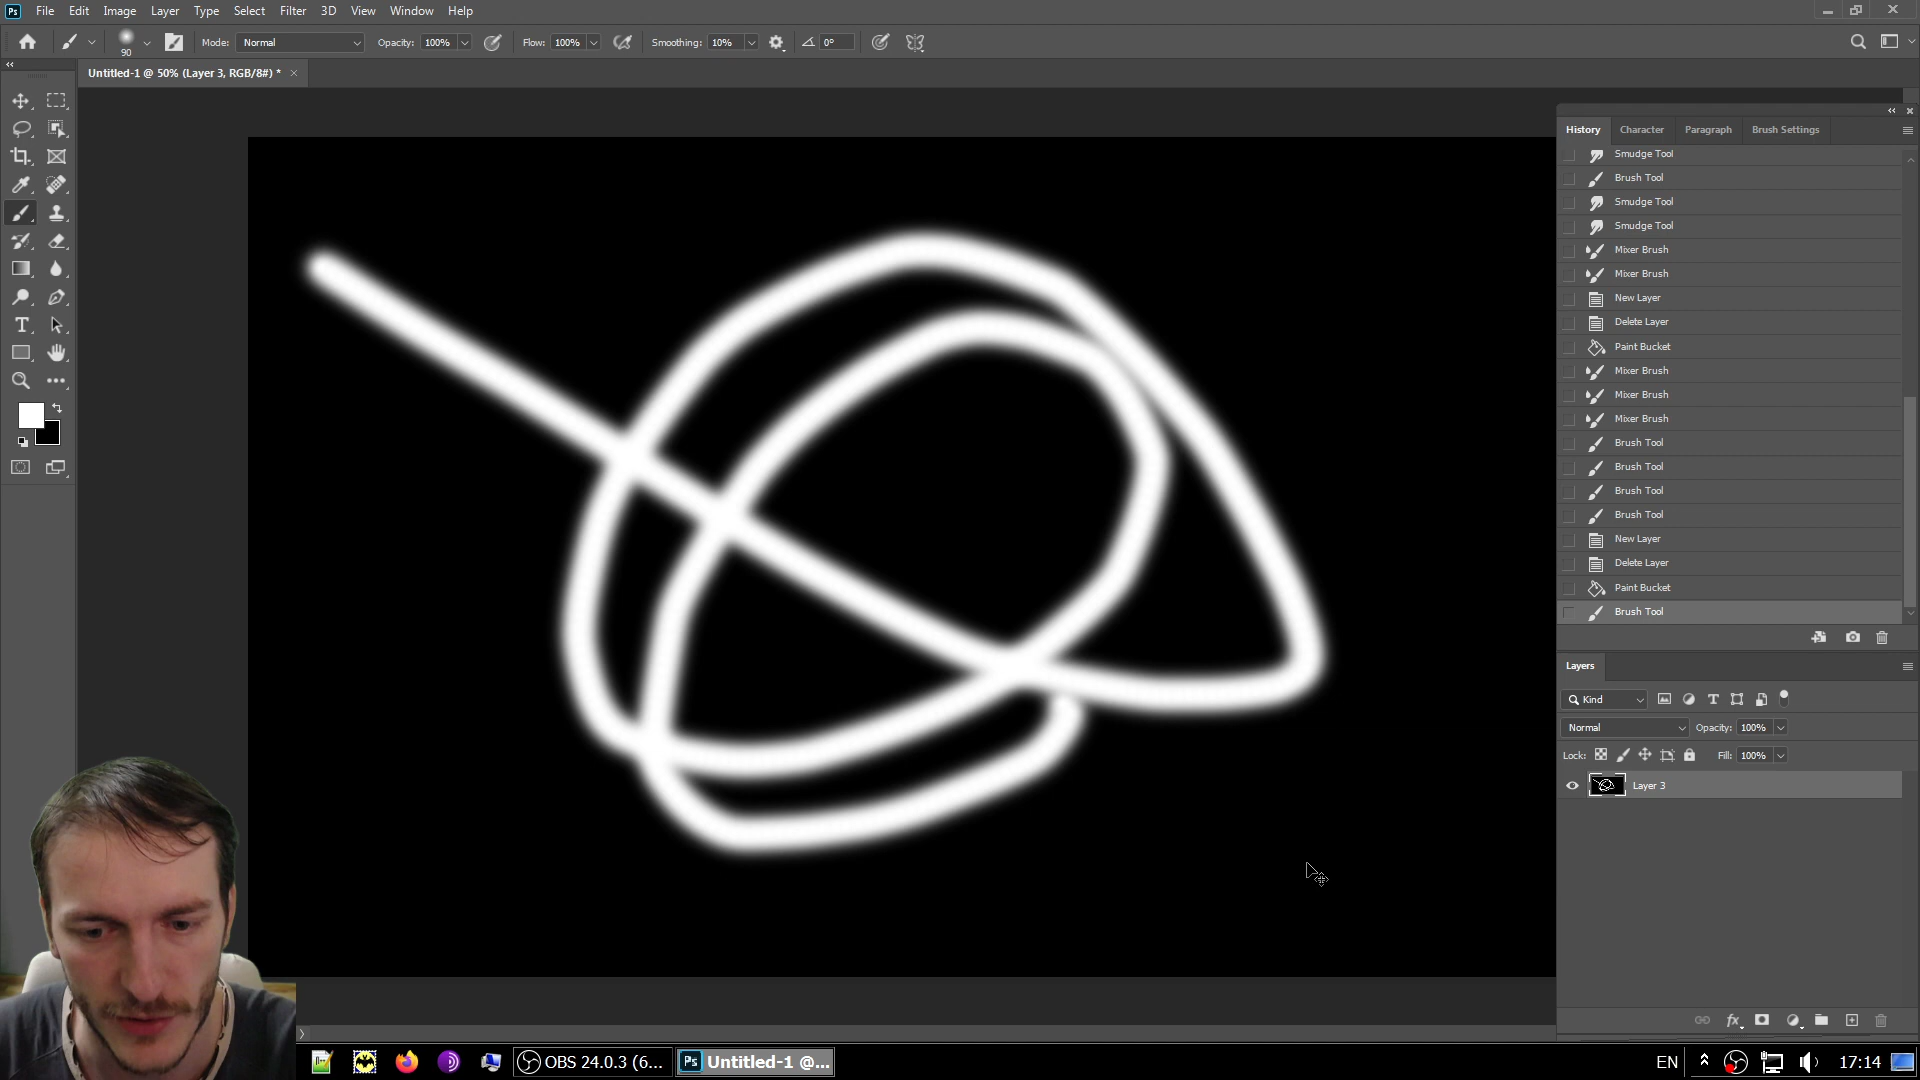 Ps File Edit Image Layer Type Select Filter 3D View Window Help
90 Mode: Normal Opacity: 100% Flow: 100% Smoothing: 10% 0°
Untitled-1 @ 50% (Layer 3, RGB/8#) *
History Character Paragraph Brush Settings
Smudge Tool
Brush Tool
Smudge Tool
Smudge Tool
Mixer Brush
Mixer Brush
New Layer
Delete Layer
Paint Bucket
Mixer Brush
Mixer Brush
Mixer Brush
Brush Tool
Brush Tool
Brush Tool
Brush Tool
New Layer
Delete Layer
Paint Bucket
Brush Tool
Layers
Kind
Normal Opacity: 100%
Lock: Fill: 100%
Layer 3
fx
OBS 24.0.3 (6... Ps Untitled-1 @... EN 17:14